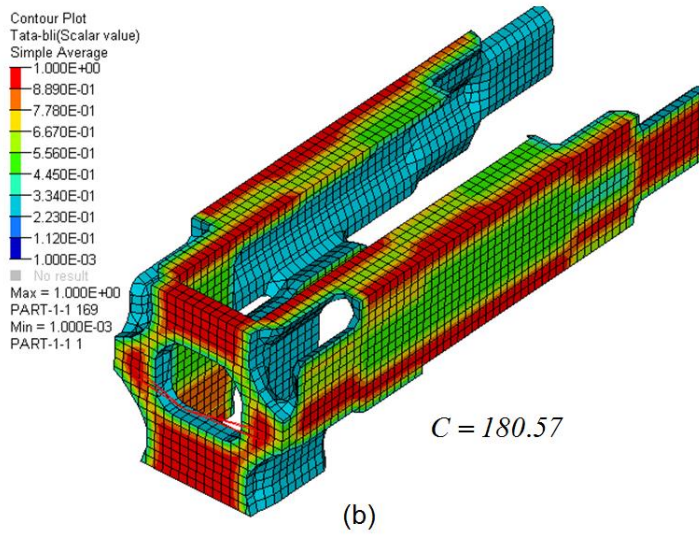 Contour Plot
Tata-bli(Scalar value)
Simple Average
1.000E+00
8.890E-01
7.780E-01
6.670E-01
5.560E-01
4.450E-01
3.340E-01
2.230E-01
1.120E-01
1.000E-03
No result
Max = 1.000E+00
PART-1-1 169
Min = 1.000E-03
PART-1-1 1
C = 180.57
(b)